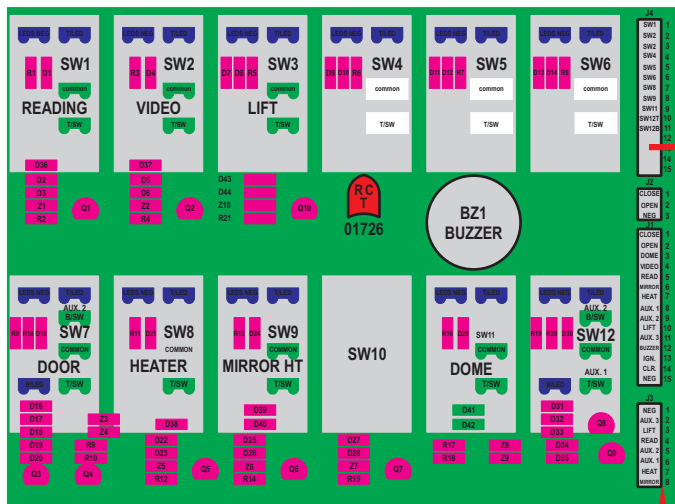 LEDS NEG T/LED
R1 D1 SW1
common
READING
T/SW
LEDS NEG T/LED
R3 D4 SW2
common
VIDEO
T/SW
LEDS NEG T/LED
D7 D8 R5 SW3
common
LIFT
T/SW
LEDS NEG T/LED
D9 D10 R6 SW4
common
T/SW
LEDS NEG T/LED
D11 D12 R7 SW5
common
T/SW
LEDS NEG T/LED
D13 D14 R8 SW6
common
T/SW
D36
D2
D3
Z1
R2
Q1
D37
D5
D6
Z2
R4
Q2
D43
D44
Z10
R21
Q10
RC
T
01726
BZ1
BUZZER
LEDS NEG T/LED
AUX. 2
B/SW
R9 R10 D15 SW7
COMMON
DOOR
B/LED T/SW
LEDS NEG T/LED
R11 D21 SW8
COMMON
HEATER
T/SW
LEDS NEG T/LED
R13 D24 SW9
COMMON
MIRROR HT
T/SW
SW10
LEDS NEG T/LED
R16 D29 SW11
COMMON
DOME
T/SW
LEDS NEG T/LED
AUX. 2
B/SW
R19 R20 D30 SW12
COMMON
AUX. 1
B/LED T/SW
D16
D17
D18
D19
D20
Q3
Z3
Z4
R9
R10
Q4
D38
D22
D23
Z5
R12
Q5
D39
D40
D25
D26
Z6
R14
Q6
D27
D28
Z7
R15
Q7
D41
D42
R17
R18
Z8
Z9
D31
D32
D33
D34
D35
Q8
Q9
J4
SW1 1
SW2 2
SW2 3
SW4 4
SW5 5
SW6 6
SW8 7
SW9 8
SW11 9
SW12T 10
SW12B 11
12
14
15
J2
CLOSE 1
OPEN 2
NEG 3
J1
CLOSE 1
OPEN 2
DOME 3
VIDEO 4
READ 5
MIRROR 6
HEAT 7
AUX. 1 8
AUX. 2 9
LIFT 10
AUX. 3 11
BUZZER 12
IGN. 13
CLR. 14
NEG 15
J3
NEG 1
AUX. 3 2
LIFT 3
READ 4
AUX. 2 5
AUX. 1 6
HEAT 7
MIRROR 8